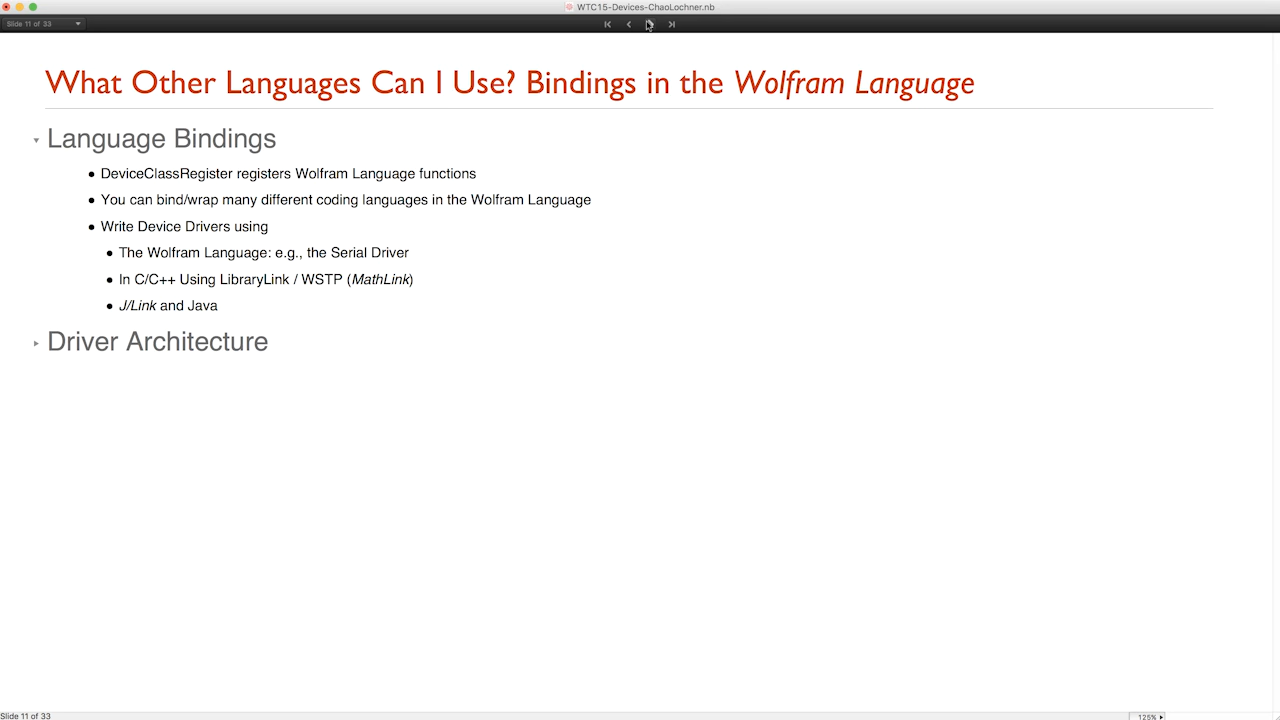 WTC15-Devices-ChaoLochner.nb
Slide 11 of 33
What Other Languages Can I Use? Bindings in the Wolfram Language
Language Bindings
DeviceClassRegister registers Wolfram Language functions
You can bind/wrap many different coding languages in the Wolfram Language
Write Device Drivers using
The Wolfram Language: e.g., the Serial Driver
In C/C++ Using LibraryLink / WSTP (MathLink)
J/Link and Java
Driver Architecture
Slide 11 of 33
125%